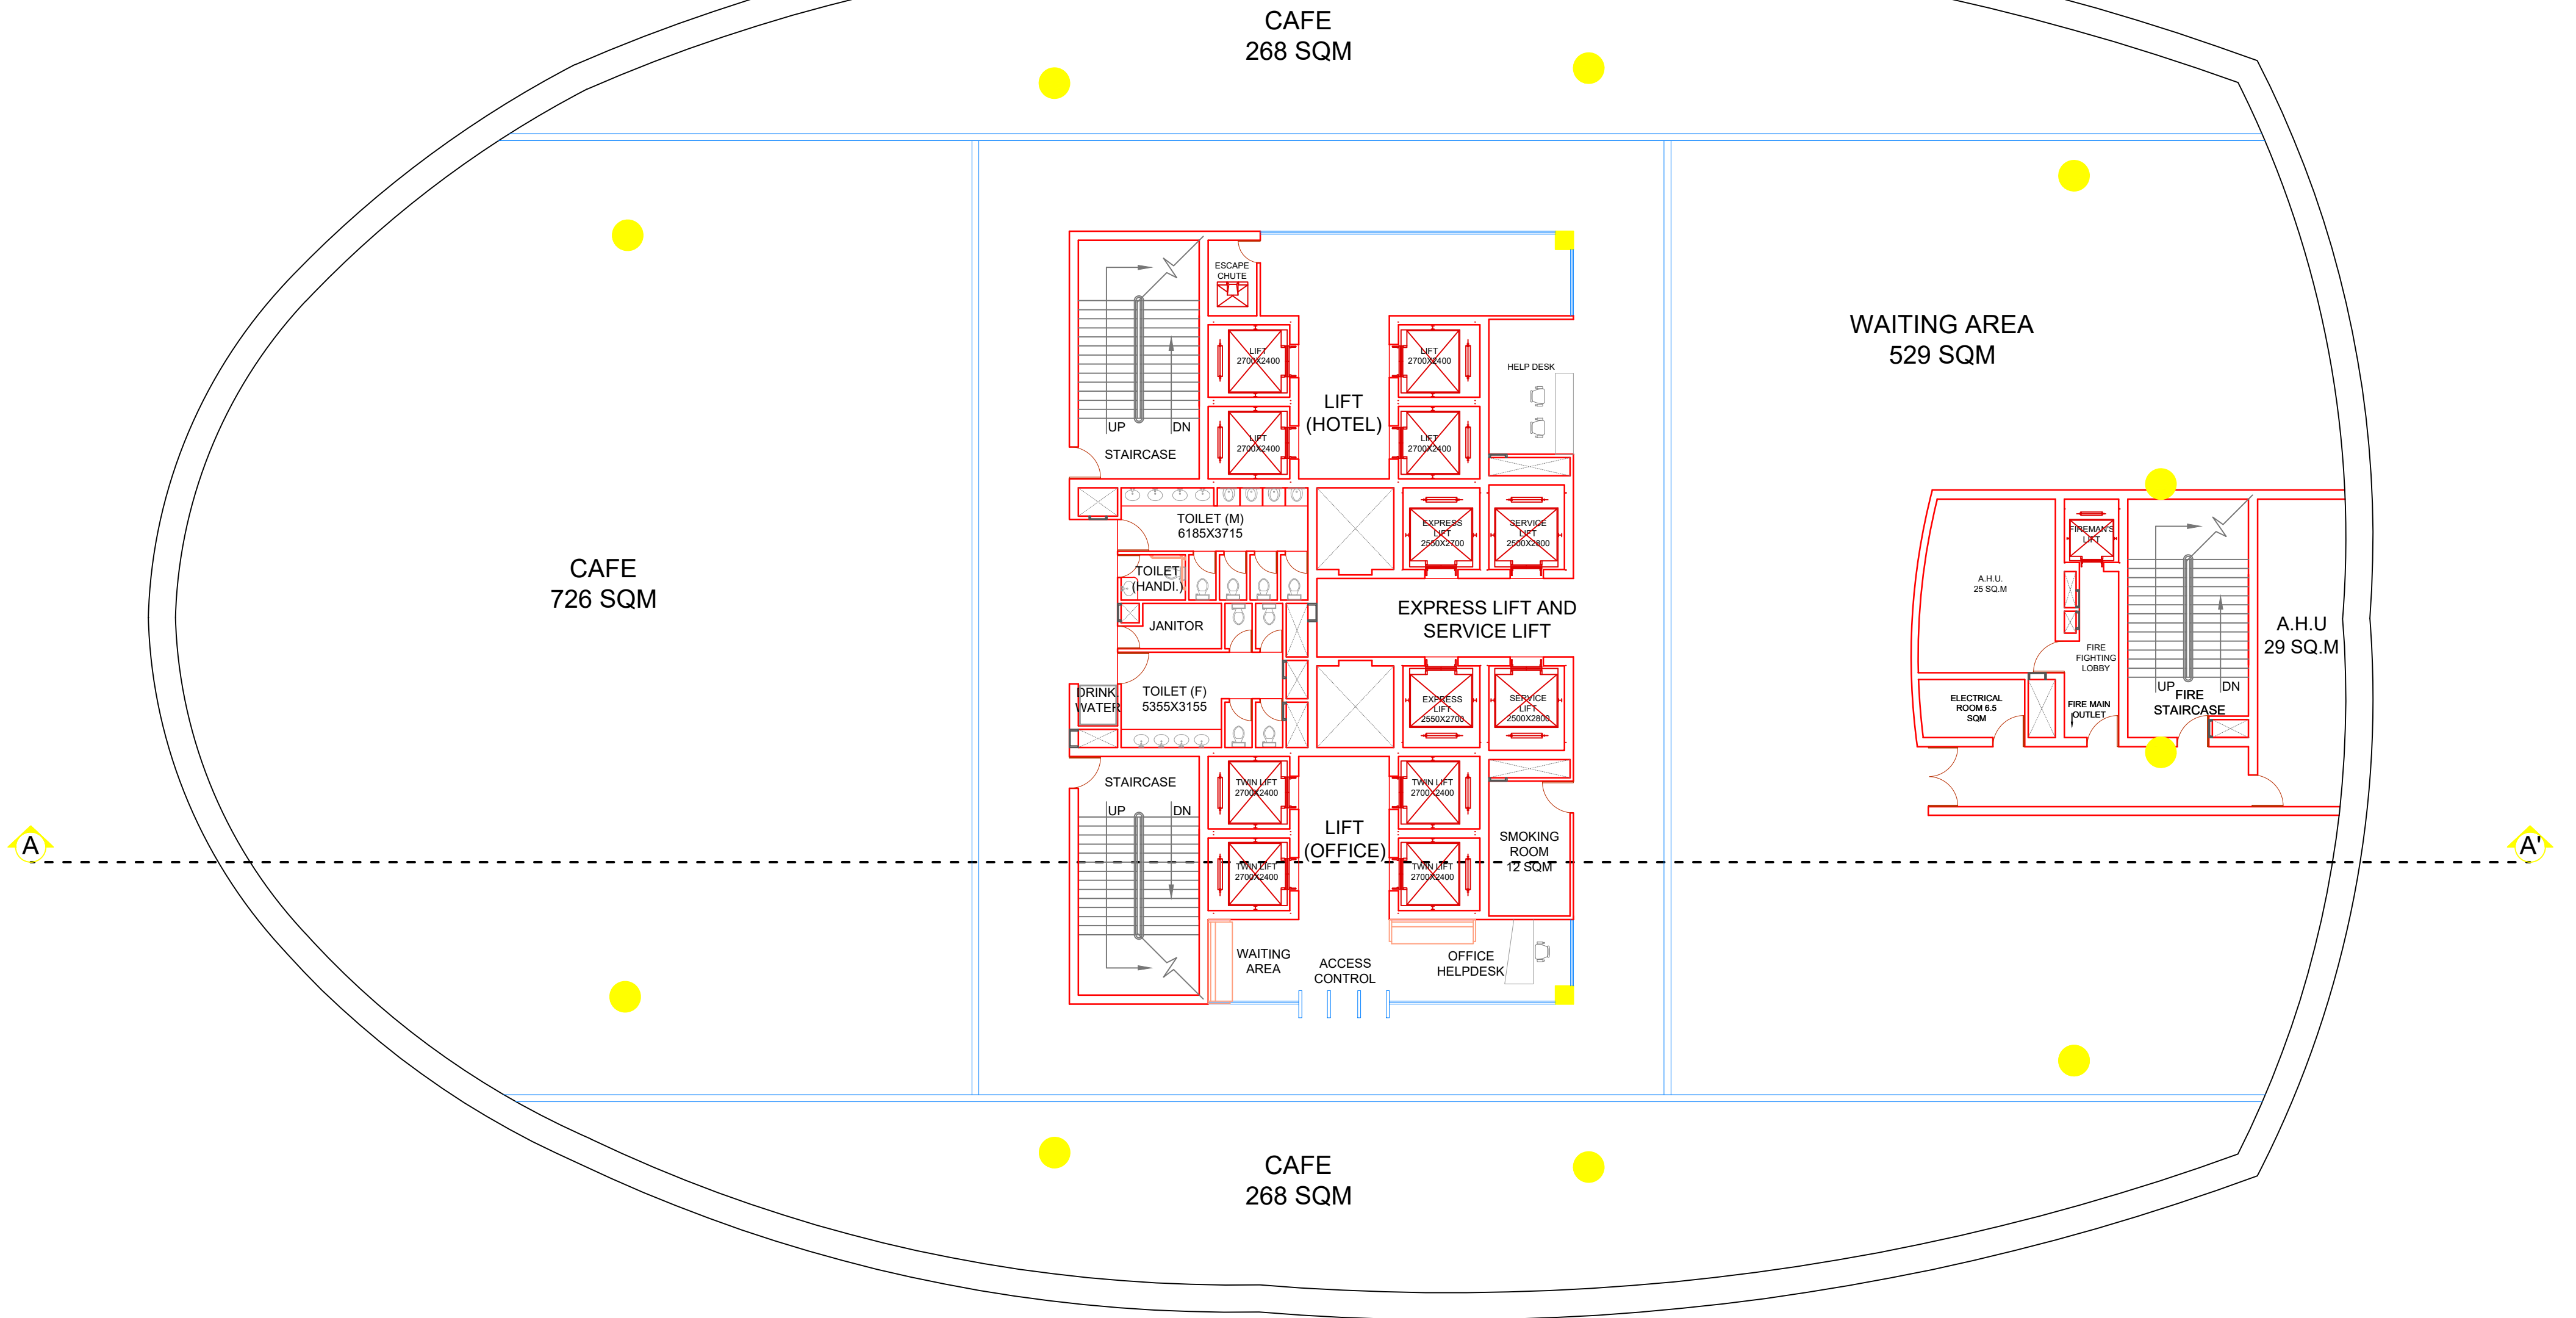 CAFE
268 SQM
WAITING AREA
529 SQM
CAFE
726 SQM
ESCAPE
CHUTE
LIFT
2700X2400
LIFT
2700X2400
HELP DESK
LIFT
(HOTEL)
UP
DN
STAIRCASE
LIFT
2700X2400
LIFT
2700X2400
TOILET (M)
6185X3715
EXPRESS
LIFT
2550X2700
SERVICE
LIFT
2500X2800
TOILET
(HANDI.)
JANITOR
EXPRESS LIFT AND
SERVICE LIFT
DRINK.
WATER
TOILET (F)
5355X3155
EXPRESS
LIFT
2550X2700
SERVICE
LIFT
2500X2800
STAIRCASE
UP
DN
TWIN LIFT
2700X2400
TWIN LIFT
2700X2400
LIFT
(OFFICE)
SMOKING
ROOM
12 SQM
TWIN LIFT
2700X2400
TWIN LIFT
2700X2400
WAITING
AREA
ACCESS
CONTROL
OFFICE
HELPDESK
FIREMAN'S
LIFT
A.H.U.
25 SQ.M
FIRE
FIGHTING
LOBBY
A.H.U
29 SQ.M
UP
DN
FIRE
STAIRCASE
ELECTRICAL
ROOM 6.5
SQM
FIRE MAIN
OUTLET
A
A'
CAFE
268 SQM